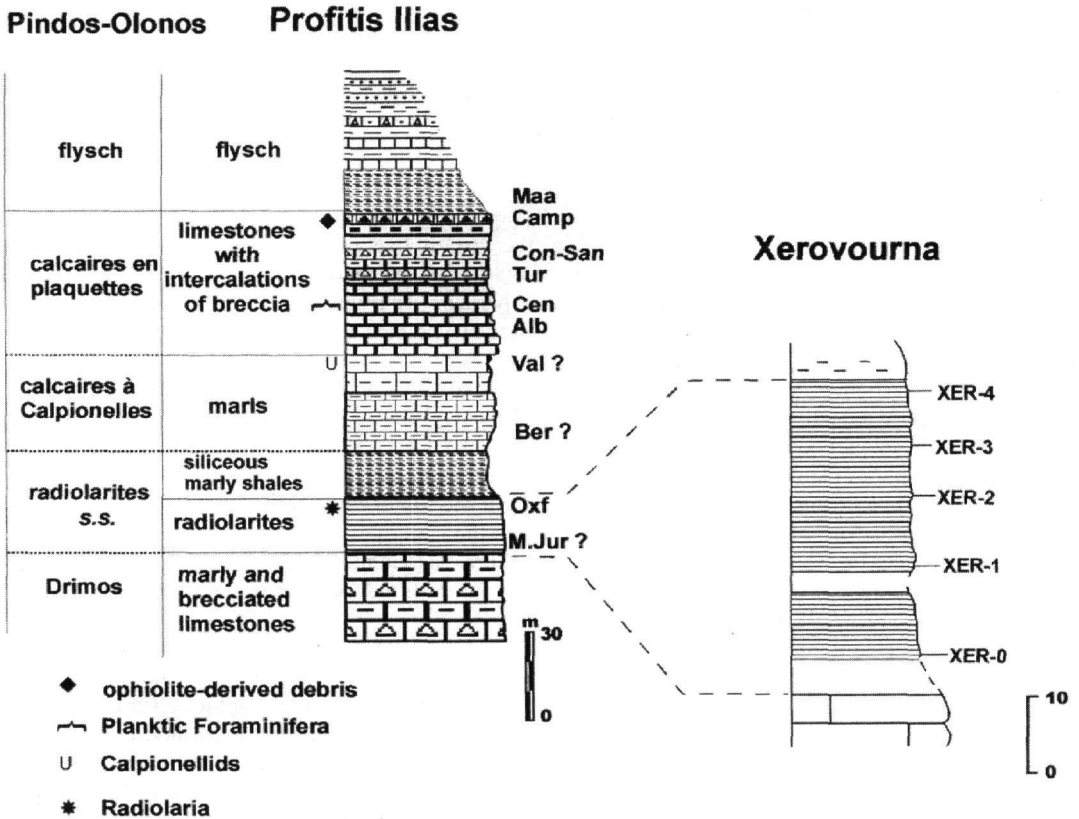 Pindos-Olonos
Profitis Ilias
flysch
flysch
calcaires en
plaquettes
limestones
with
intercalations
of breccia
calcaires à
Calpionelles
marls
radiolarites
s.s.
siliceous
marly shales
radiolarites
Drimos
marly and
brecciated
limestones
U
Maa
Camp
Con-San
Tur
Cen
Alb
Val ?
Ber ?
Oxf
M.Jur ?
m
30
0
Xerovourna
XER-4
XER-3
XER-2
XER-1
XER-0
10
0
ophiolite-derived debris
Planktic Foraminifera
U Calpionellids
Radiolaria